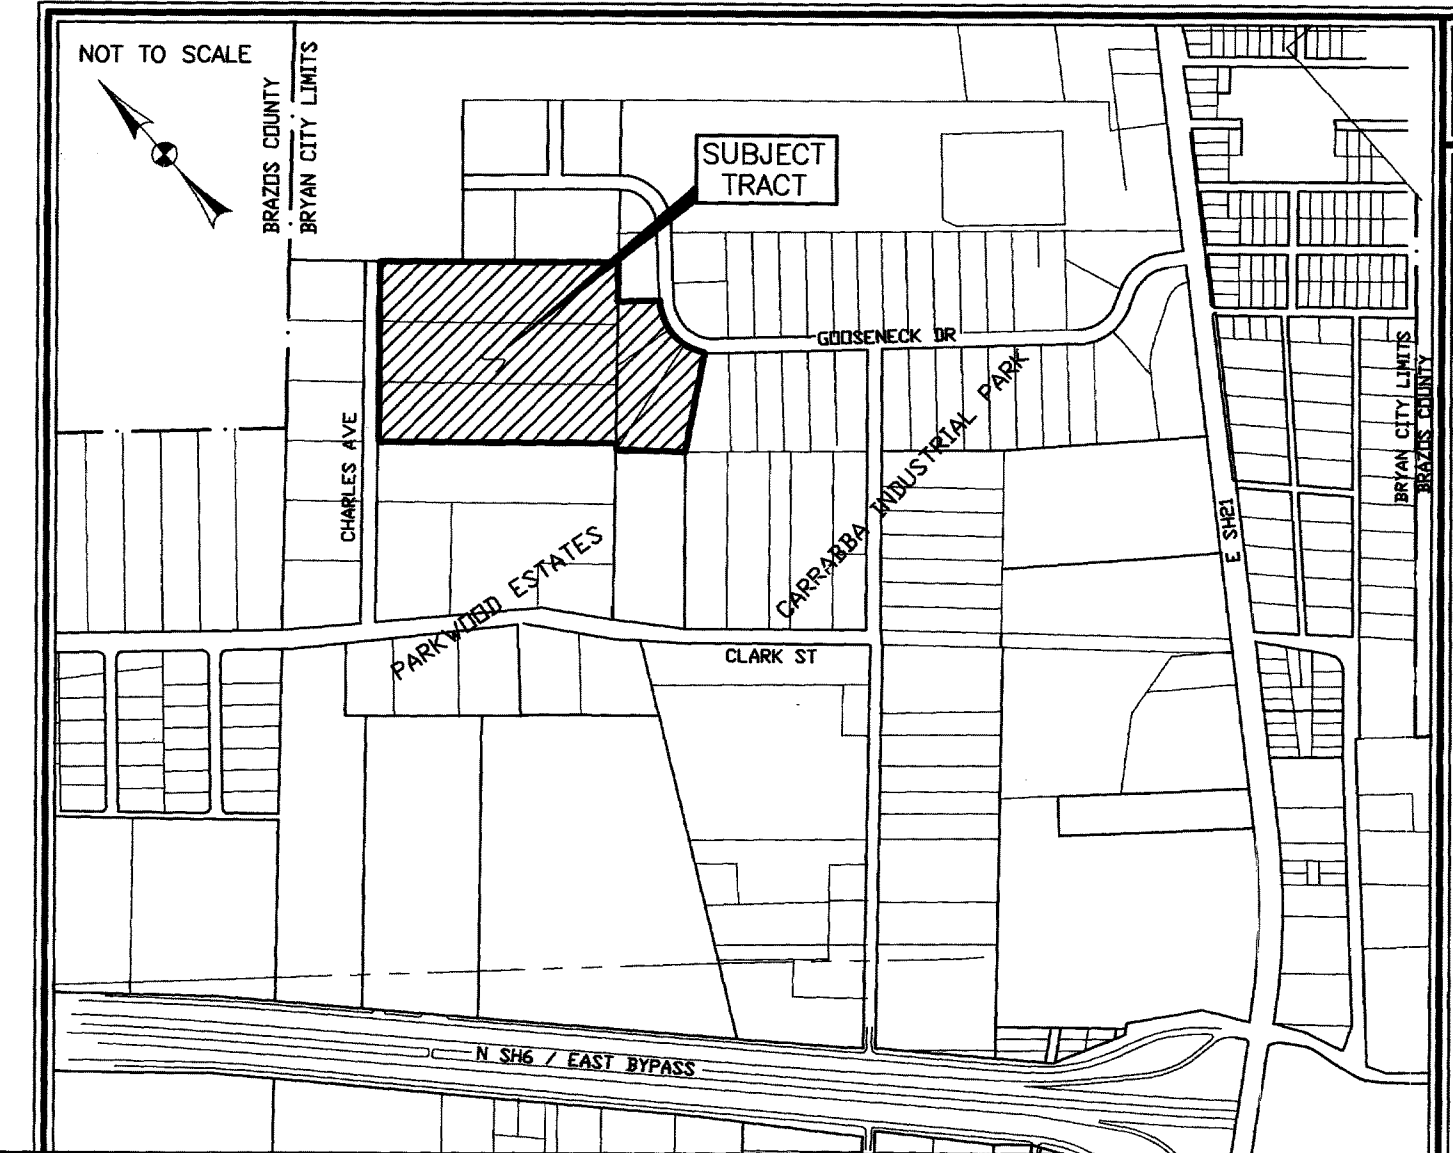 NOT TO SCALE
BRAZOS COUNTY
BRYAN CITY LIMITS
SUBJECT
TRACT
GOOSENECK DR
CHARLES AVE
PARKWOOD ESTATES
CARRABBA INDUSTRIAL PARK
CLARK ST
E SH21
BRYAN CITY LIMITS
BRAZOS COUNTY
N SH6 / EAST BYPASS